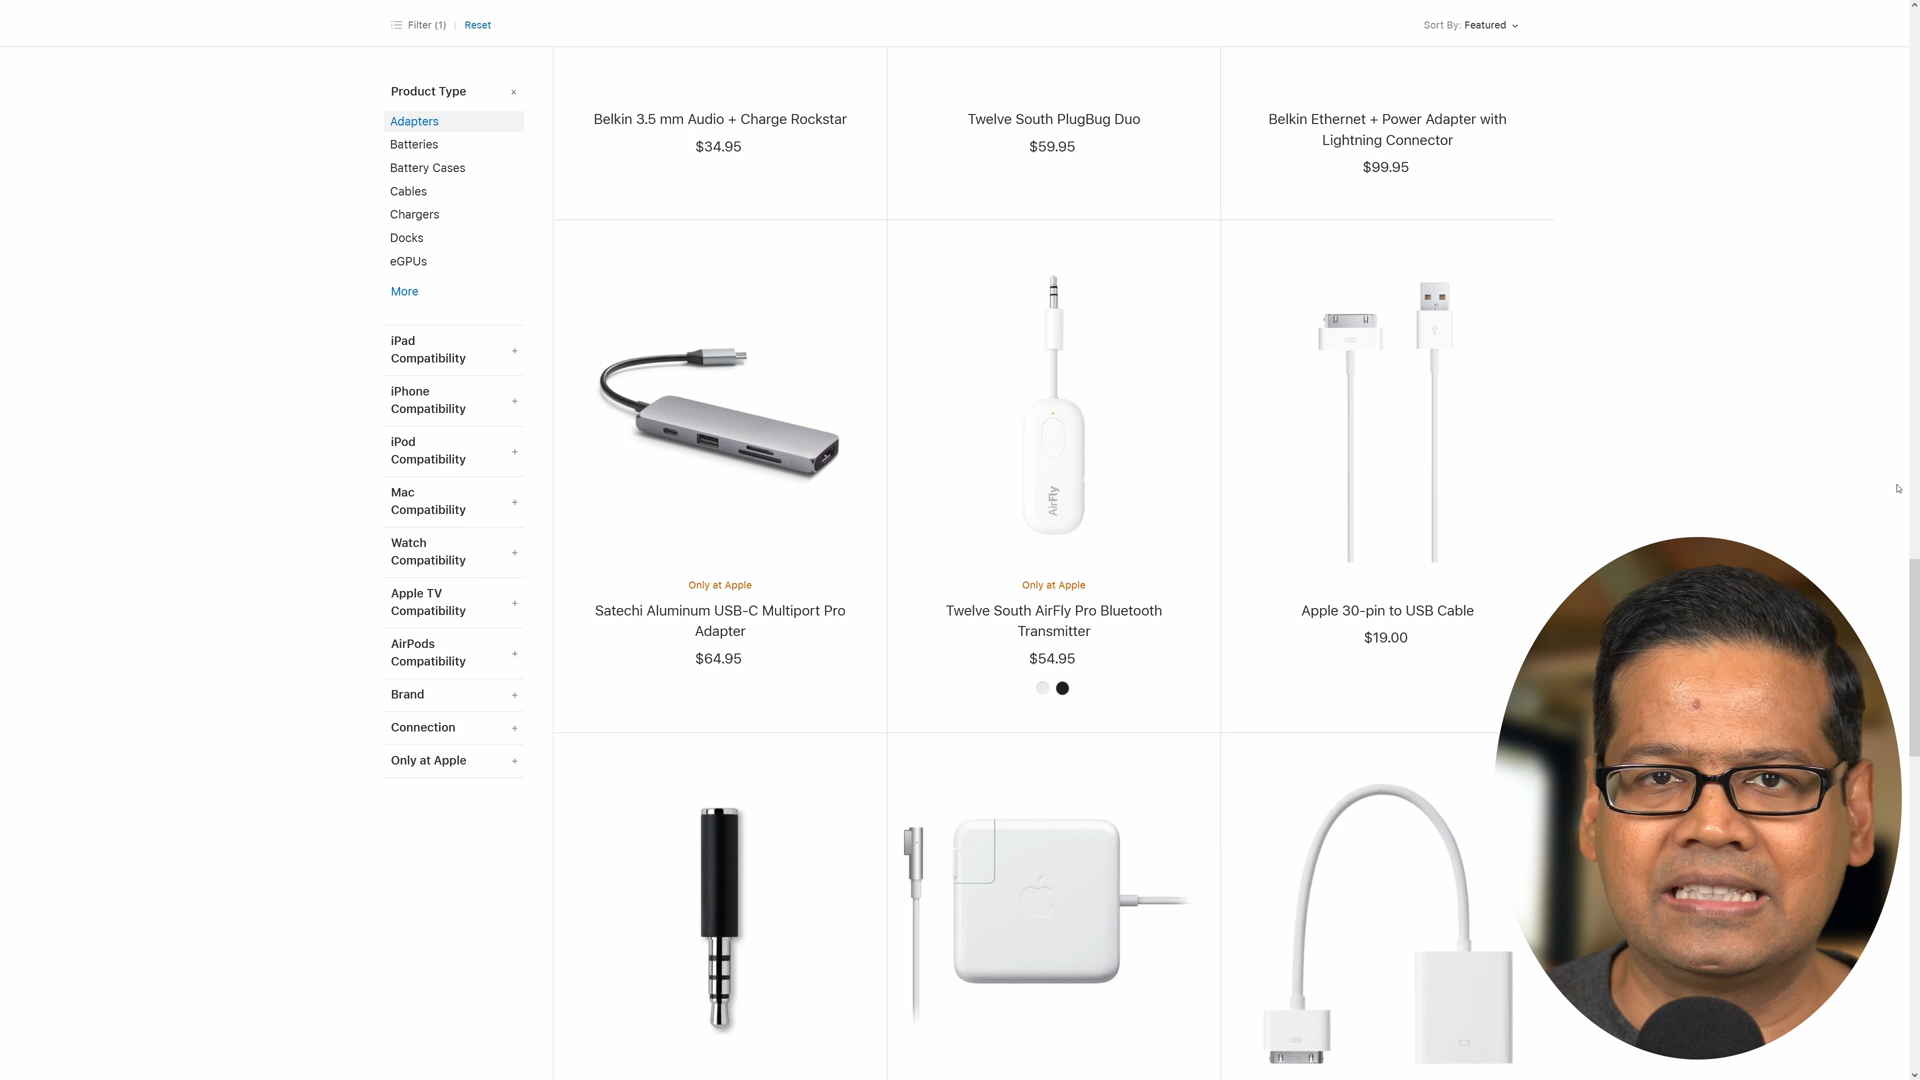 Filter (1) | Reset
Sort By: Featured
Product Type
Adapters
Batteries
Battery Cases
Cables
Chargers
Docks
eGPUs
More
iPad
Compatibility
iPhone
Compatibility
iPod
Compatibility
Mac
Compatibility
Watch
Compatibility
Apple TV
Compatibility
AirPods
Compatibility
Brand
Connection
Only at Apple
Belkin 3.5 mm Audio + Charge Rockstar
$34.95
Twelve South PlugBug Duo
$59.95
Belkin Ethernet + Power Adapter with
Lightning Connector
$99.95
Only at Apple
Satechi Aluminum USB-C Multiport Pro
Adapter
$64.95
AirFly
Only at Apple
Twelve South AirFly Pro Bluetooth
Transmitter
$54.95
Apple 30-pin to USB Cable
$19.00